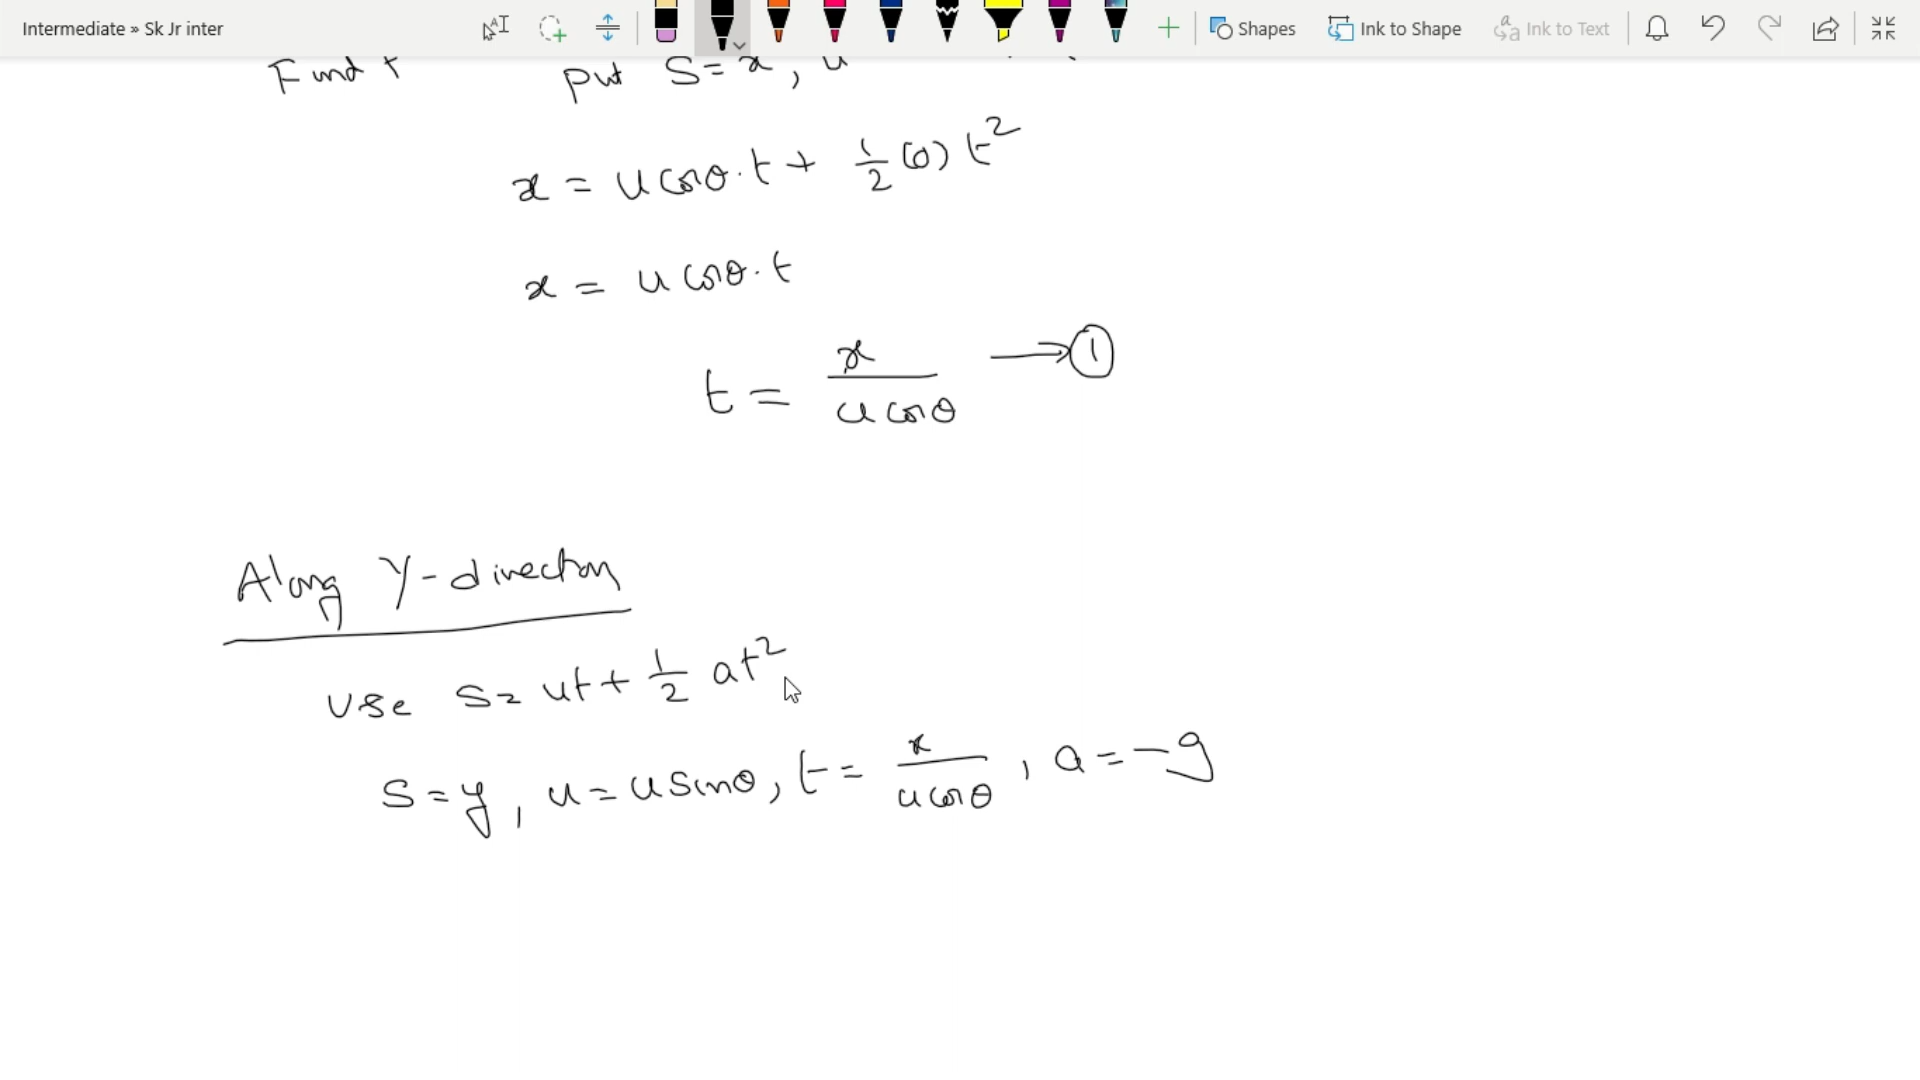 Intermediate » Sk Jr inter
Shapes
Ink to Shape
Ink to Text
Find t put S = x, u
x = u cosθ.t + 1/2 (0) t²
x = u cosθ.t
t = x / u cosθ → ①
Along Y-direction
Use S = ut + 1/2 at²
S = y, u = u sinθ, t = x / u cosθ, a = -g